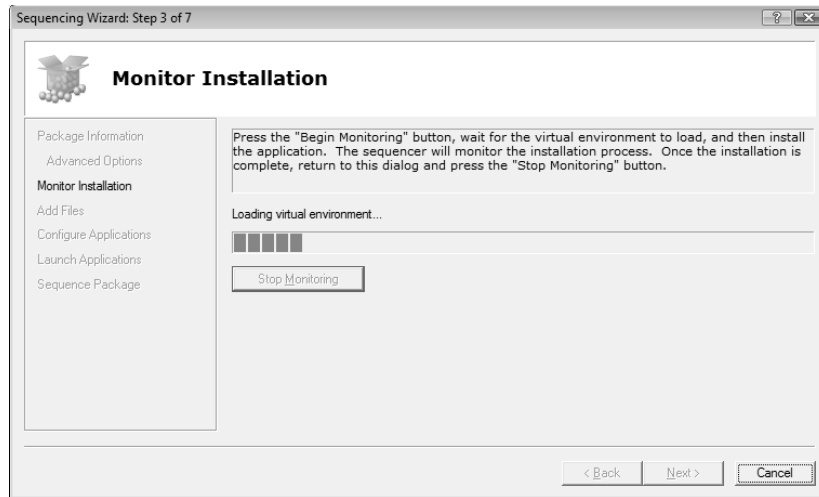 Sequencing Wizard: Step 3 of 7
Monitor Installation
Package Information
Advanced Options
Monitor Installation
Add Files
Configure Applications
Launch Applications
Sequence Package
Press the "Begin Monitoring" button, wait for the virtual environment to load, and then install
the application. The sequencer will monitor the installation process. Once the installation is
complete, return to this dialog and press the "Stop Monitoring" button.
Loading virtual environment...
Stop Monitoring
< Back
Next >
Cancel